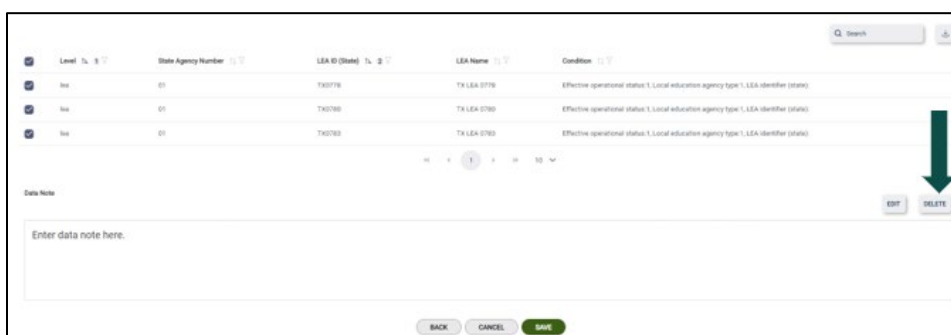 Search
Level 1 State Agency Number LEA ID (State) 2 LEA Name Condition
lea 01 TX0778 TX LEA 0778 Effective operational status:1, Local education agency type:1, LEA identifier (state):
lea 01 TX0780 TX LEA 0780 Effective operational status:1, Local education agency type:1, LEA identifier (state):
lea 01 TX0783 TX LEA 0783 Effective operational status:1, Local education agency type:1, LEA identifier (state):
« ‹ 1 › » 10
Data Note
EDIT DELETE
Enter data note here.
BACK CANCEL SAVE